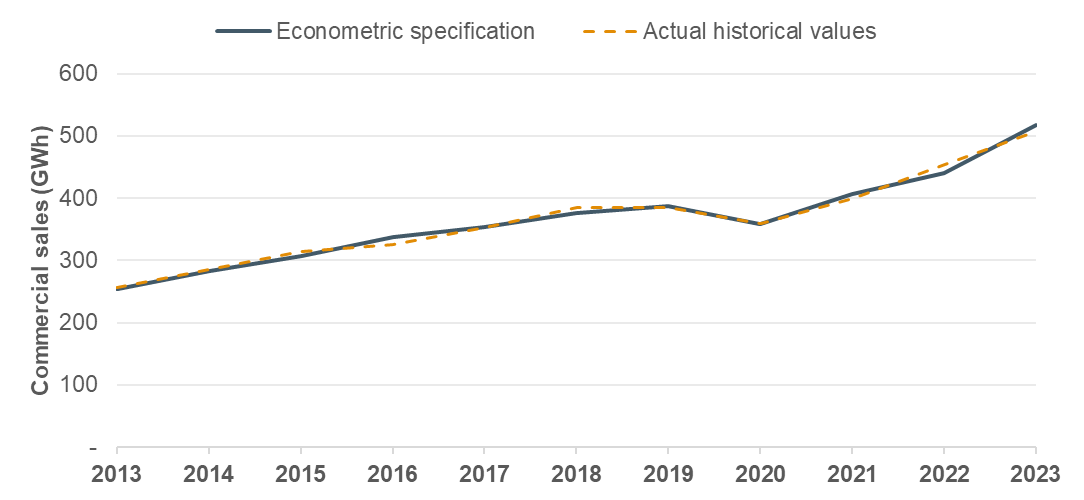 Econometric specification
Actual historical values
Commercial sales (GWh)
600
500
400
300
200
100
-
2013 2014 2015 2016 2017 2018 2019 2020 2021 2022 2023